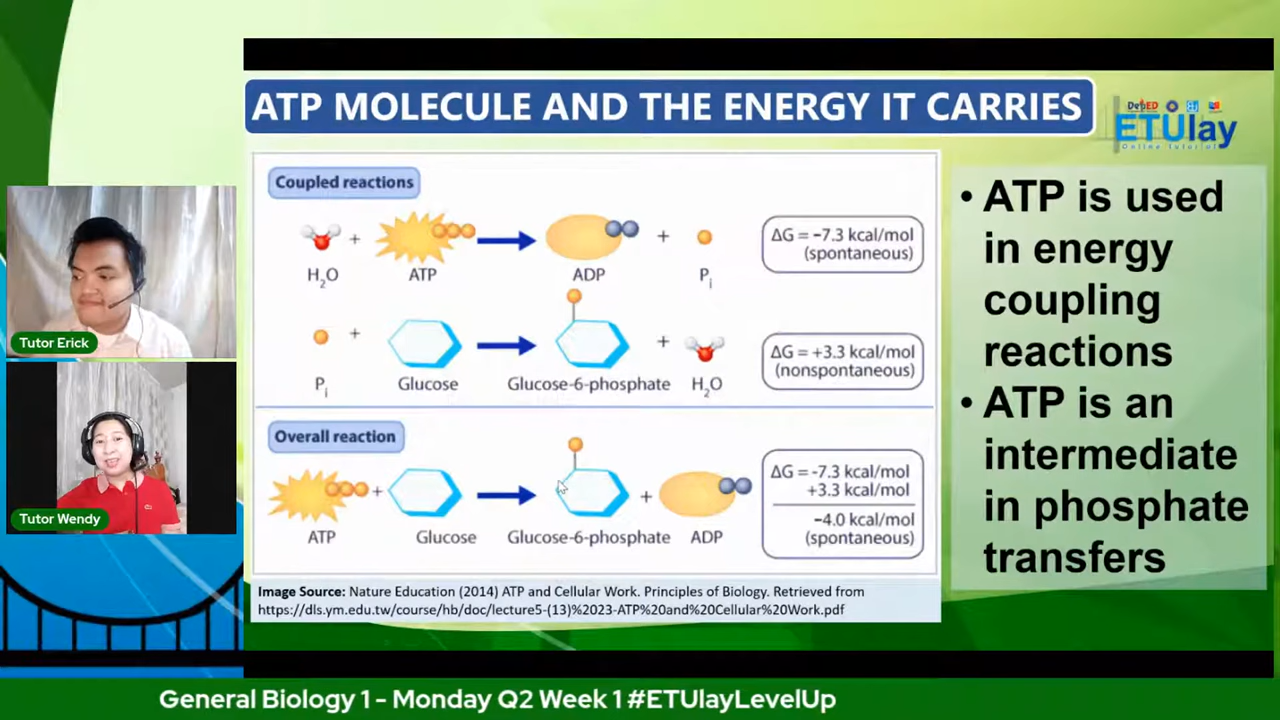 ATP MOLECULE AND THE ENERGY IT CARRIES
DepED
ETUlay
Online Tutorial
Coupled reactions
H₂O + ATP ADP + Pᵢ
ΔG = −7.3 kcal/mol
(spontaneous)
Pᵢ + Glucose Glucose-6-phosphate + H₂O
ΔG = +3.3 kcal/mol
(nonspontaneous)
Overall reaction
ATP + Glucose Glucose-6-phosphate + ADP
ΔG = -7.3 kcal/mol
+3.3 kcal/mol
−4.0 kcal/mol
(spontaneous)
Image Source: Nature Education (2014) ATP and Cellular Work. Principles of Biology. Retrieved from
https://dls.ym.edu.tw/course/hb/doc/lecture5-(13)%2023-ATP%20and%20Cellular%20Work.pdf
• ATP is used
in energy
coupling
reactions
• ATP is an
intermediate
in phosphate
transfers
Tutor Erick
Tutor Wendy
General Biology 1 - Monday Q2 Week 1 #ETUlayLevelUp